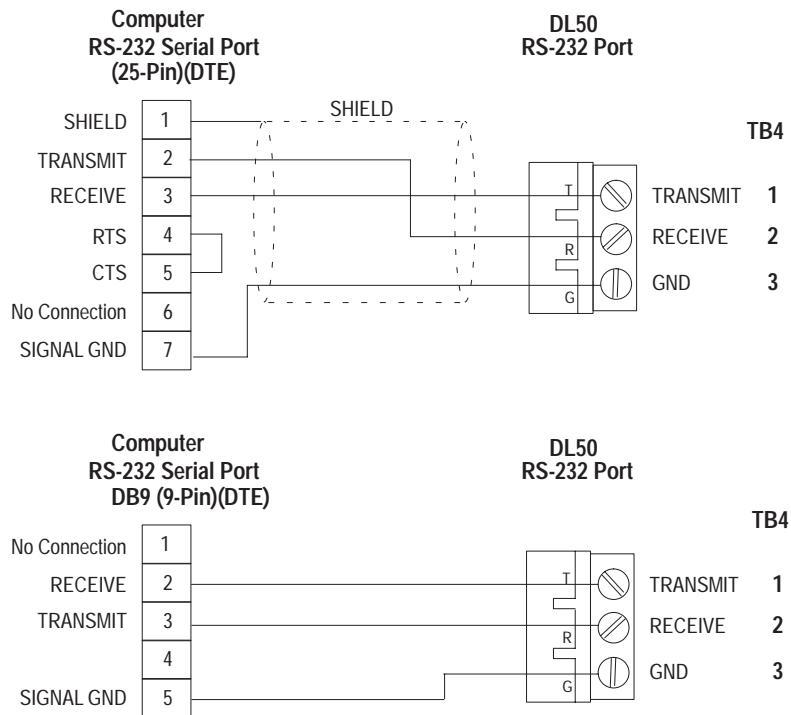 Computer
RS-232 Serial Port
(25-Pin)(DTE)
DL50
RS-232 Port
SHIELD
TB4
SHIELD 1
TRANSMIT 2
RECEIVE 3
RTS 4
CTS 5
No Connection 6
SIGNAL GND 7
T TRANSMIT 1
R RECEIVE 2
G GND 3
Computer
RS-232 Serial Port
DB9 (9-Pin)(DTE)
DL50
RS-232 Port
TB4
No Connection 1
RECEIVE 2
TRANSMIT 3
4
SIGNAL GND 5
T TRANSMIT 1
R RECEIVE 2
G GND 3